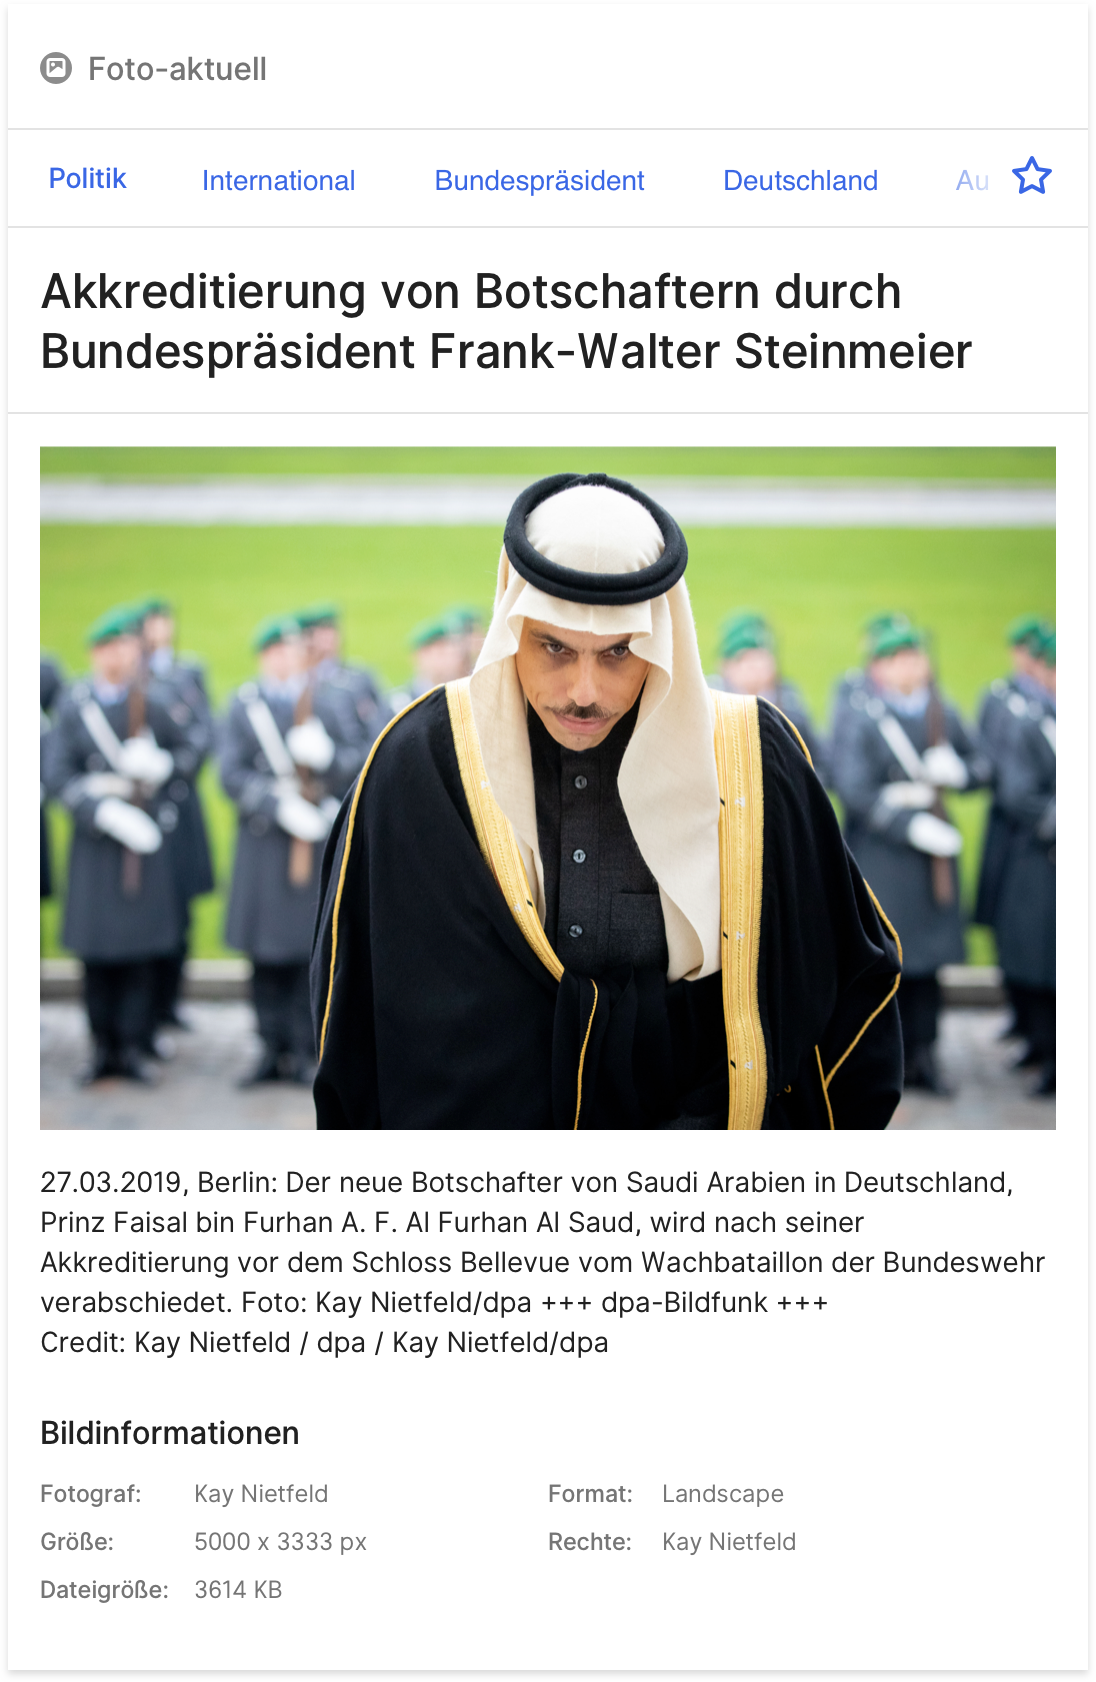 Foto-aktuell
Politik International Bundespräsident Deutschland Au
Akkreditierung von Botschaftern durch
Bundespräsident Frank-Walter Steinmeier
27.03.2019, Berlin: Der neue Botschafter von Saudi Arabien in Deutschland,
Prinz Faisal bin Furhan A. F. Al Furhan Al Saud, wird nach seiner
Akkreditierung vor dem Schloss Bellevue vom Wachbataillon der Bundeswehr
verabschiedet. Foto: Kay Nietfeld/dpa +++ dpa-Bildfunk +++
Credit: Kay Nietfeld / dpa / Kay Nietfeld/dpa
Bildinformationen
Fotograf: Kay Nietfeld Format: Landscape
Größe: 5000 x 3333 px Rechte: Kay Nietfeld
Dateigröße: 3614 KB